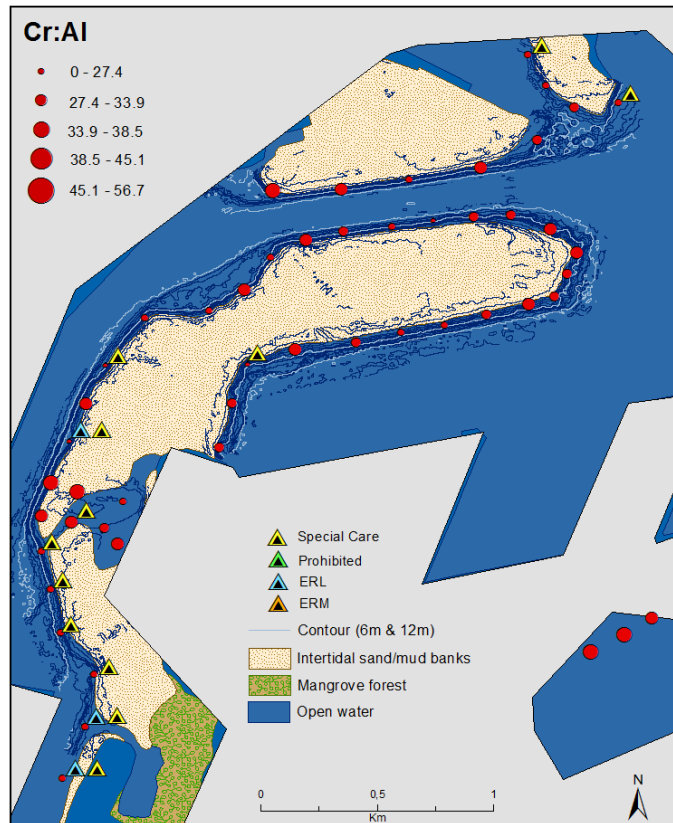 Cr:Al
0 - 27.4
27.4 - 33.9
33.9 - 38.5
38.5 - 45.1
45.1 - 56.7
Special Care
Prohibited
ERL
ERM
Contour (6m & 12m)
Intertidal sand/mud banks
Mangrove forest
Open water
N
0 0,5 1
Km